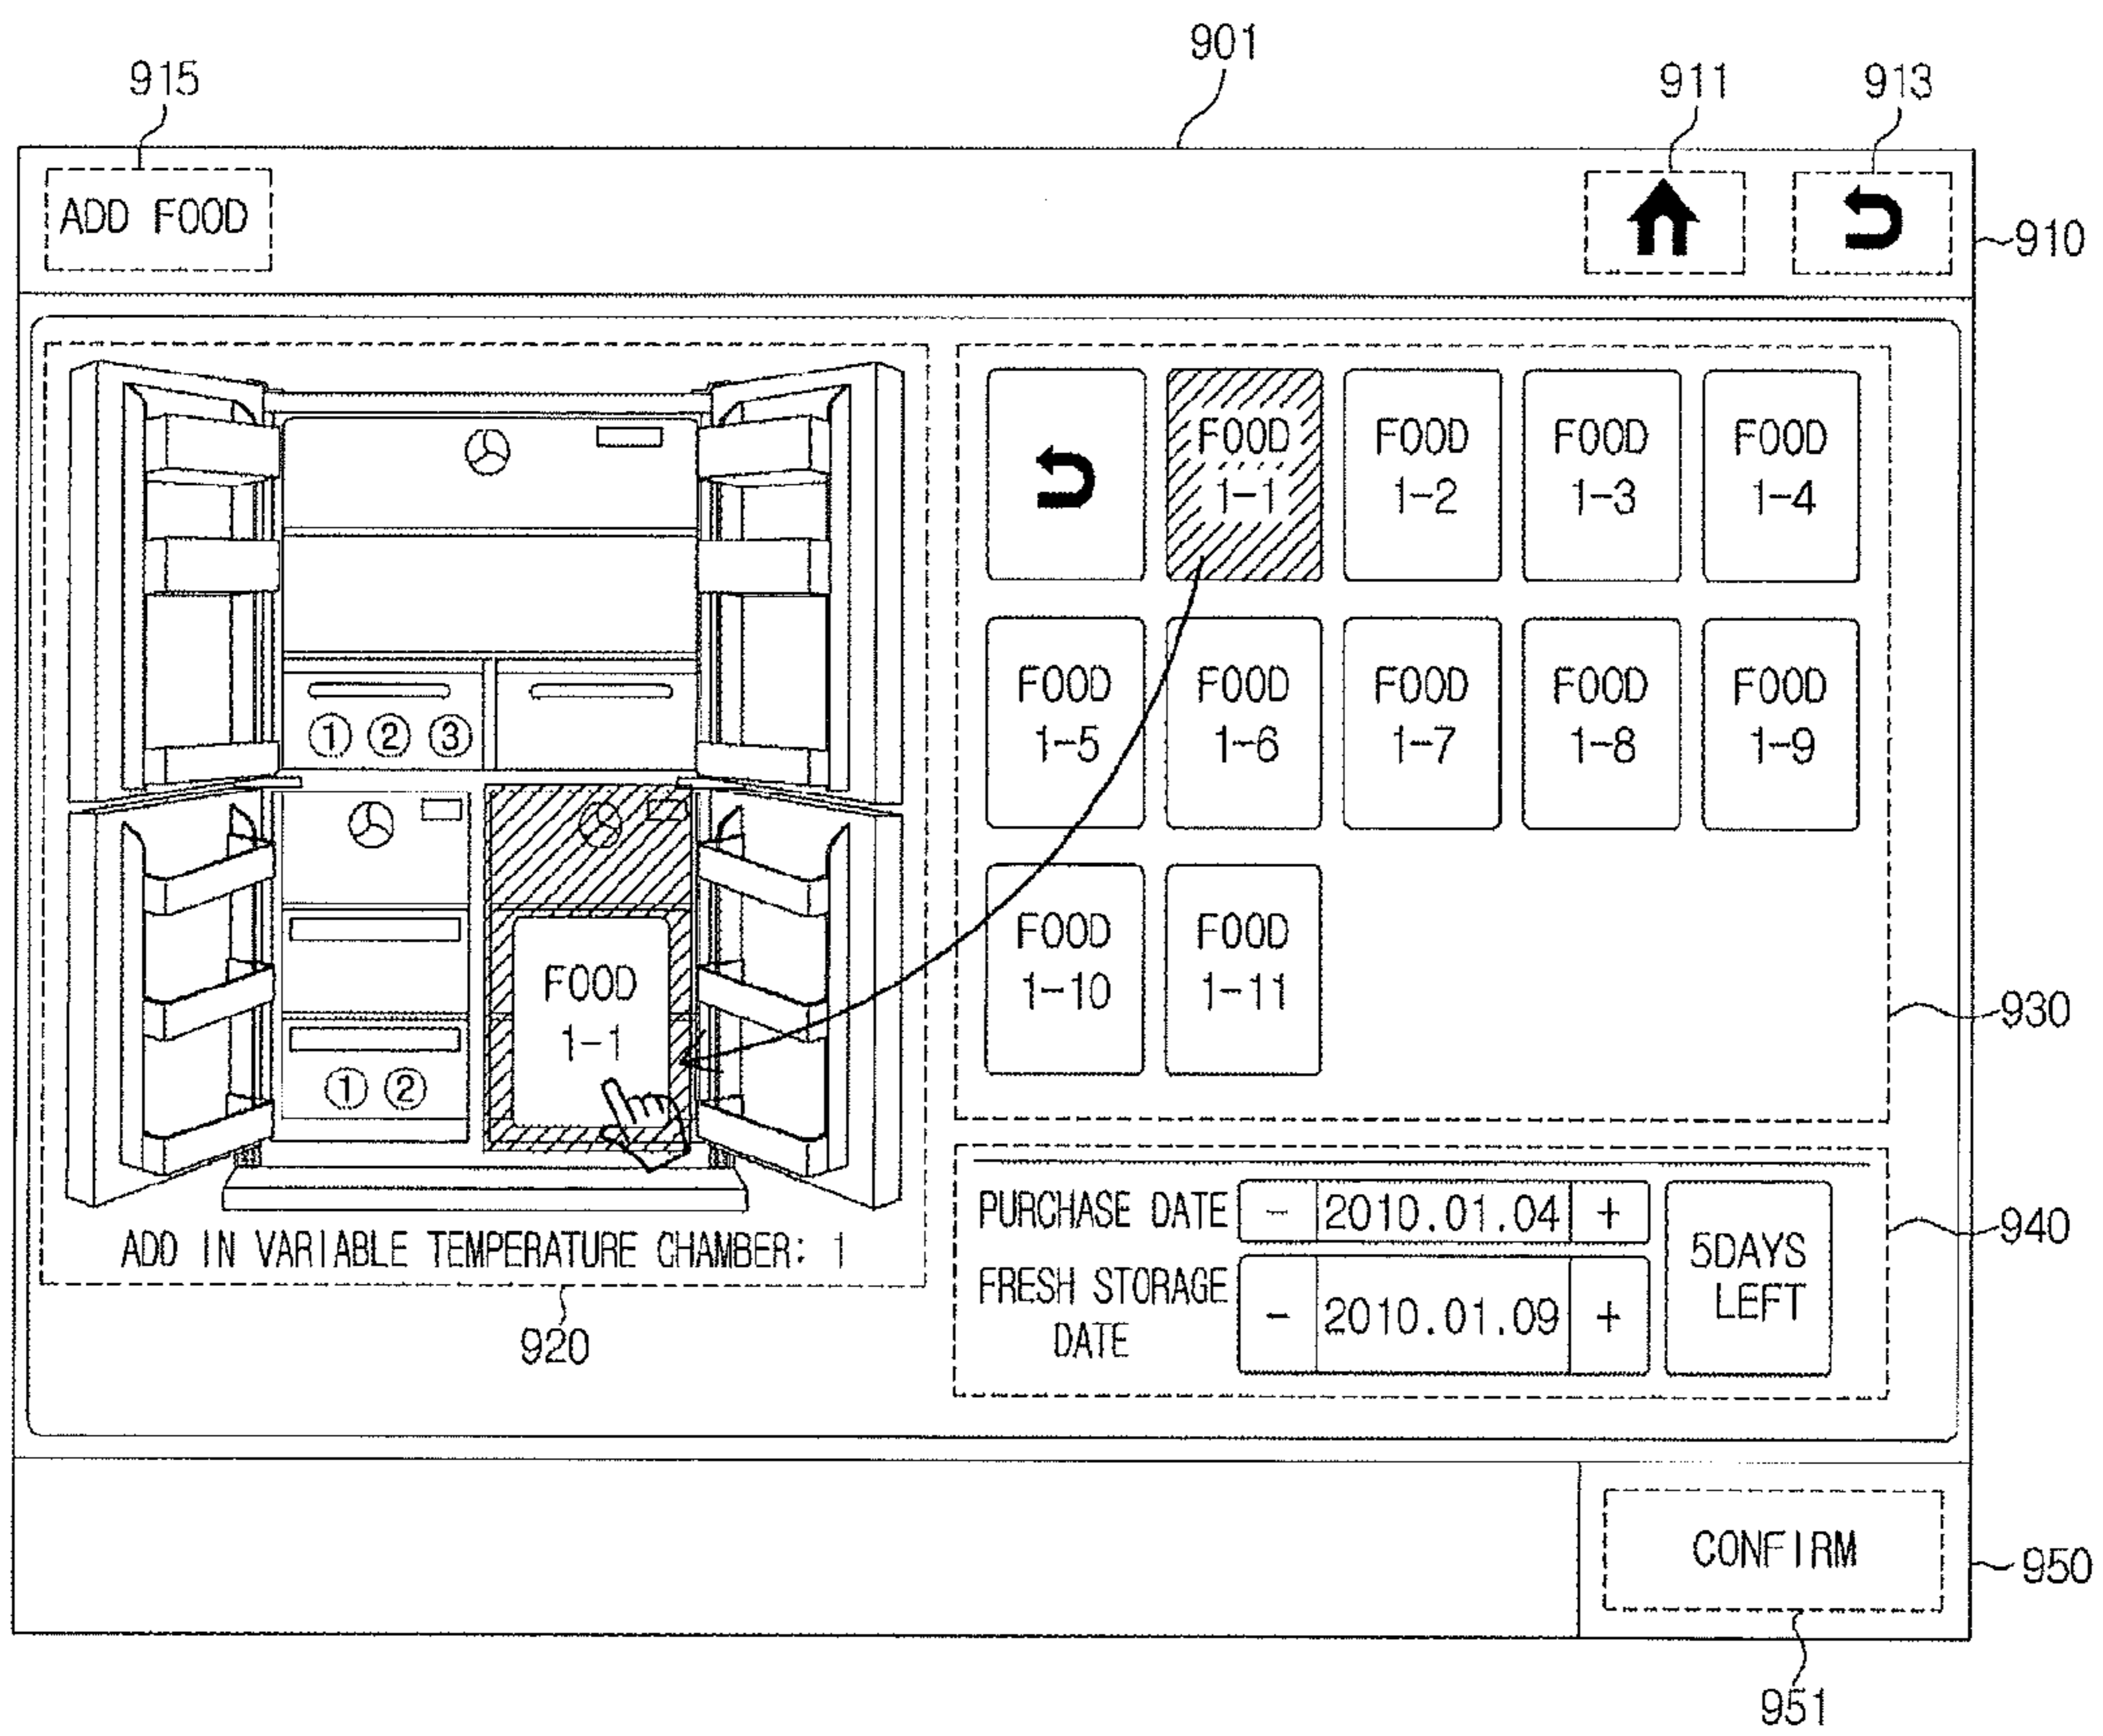 901
915
911
913
ADD FOOD
910
FOOD
1-1
FOOD
1-2
FOOD
1-3
FOOD
1-4
FOOD
1-5
FOOD
1-6
FOOD
1-7
FOOD
1-8
FOOD
1-9
① ② ③
FOOD
1-10
FOOD
1-11
FOOD
1-1
① ②
930
PURCHASE DATE - 2010.01.04 +
FRESH STORAGE
DATE
- 2010.01.09 +
5DAYS
LEFT
940
ADD IN VARIABLE TEMPERATURE CHAMBER: 1
920
CONFIRM
950
951